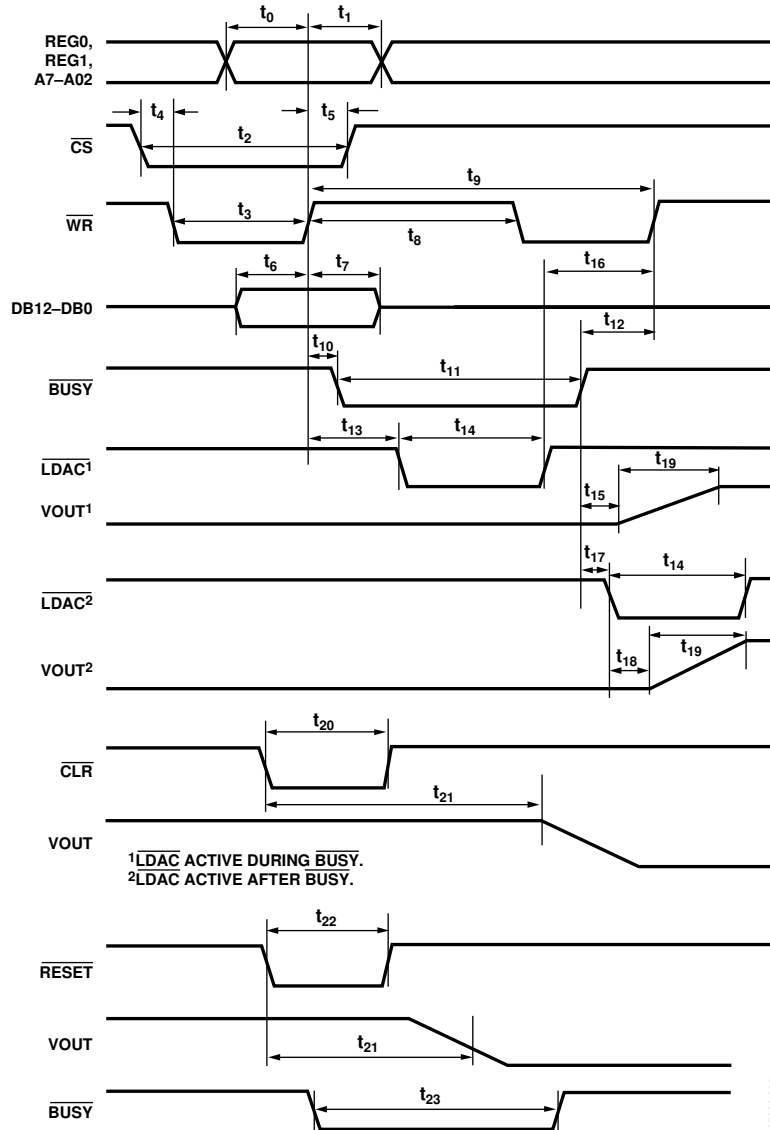 t0 t1
REG0,
REG1,
A7–A02
t4 t5
t2
CS
t9
t3
WR
t8
t16
t6 t7
DB12–DB0
t12
t10
t11
BUSY
t13 t14
LDAC1
t19
t15
VOUT1
t17 t14
LDAC2
t19
t18
VOUT2
t20
CLR
t21
VOUT
1LDAC ACTIVE DURING BUSY.
2LDAC ACTIVE AFTER BUSY.
t22
RESET
VOUT
t21
t23
BUSY